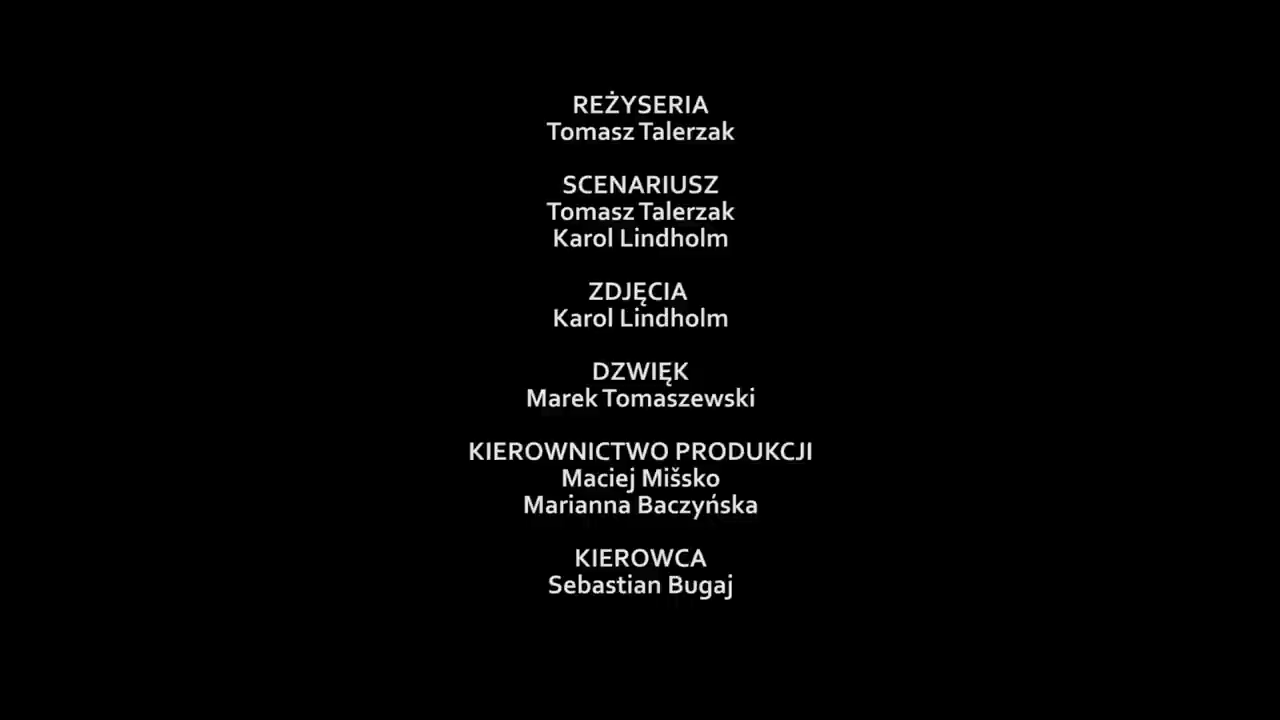 REŻYSERIA
Tomasz Talerzak
SCENARIUSZ
Tomasz Talerzak
Karol Lindholm
ZDJĘCIA
Karol Lindholm
DZWIĘK
Marek Tomaszewski
KIEROWNICTWO PRODUKCJI
Maciej Mišsko
Marianna Baczyńska
KIEROWCA
Sebastian Bugaj